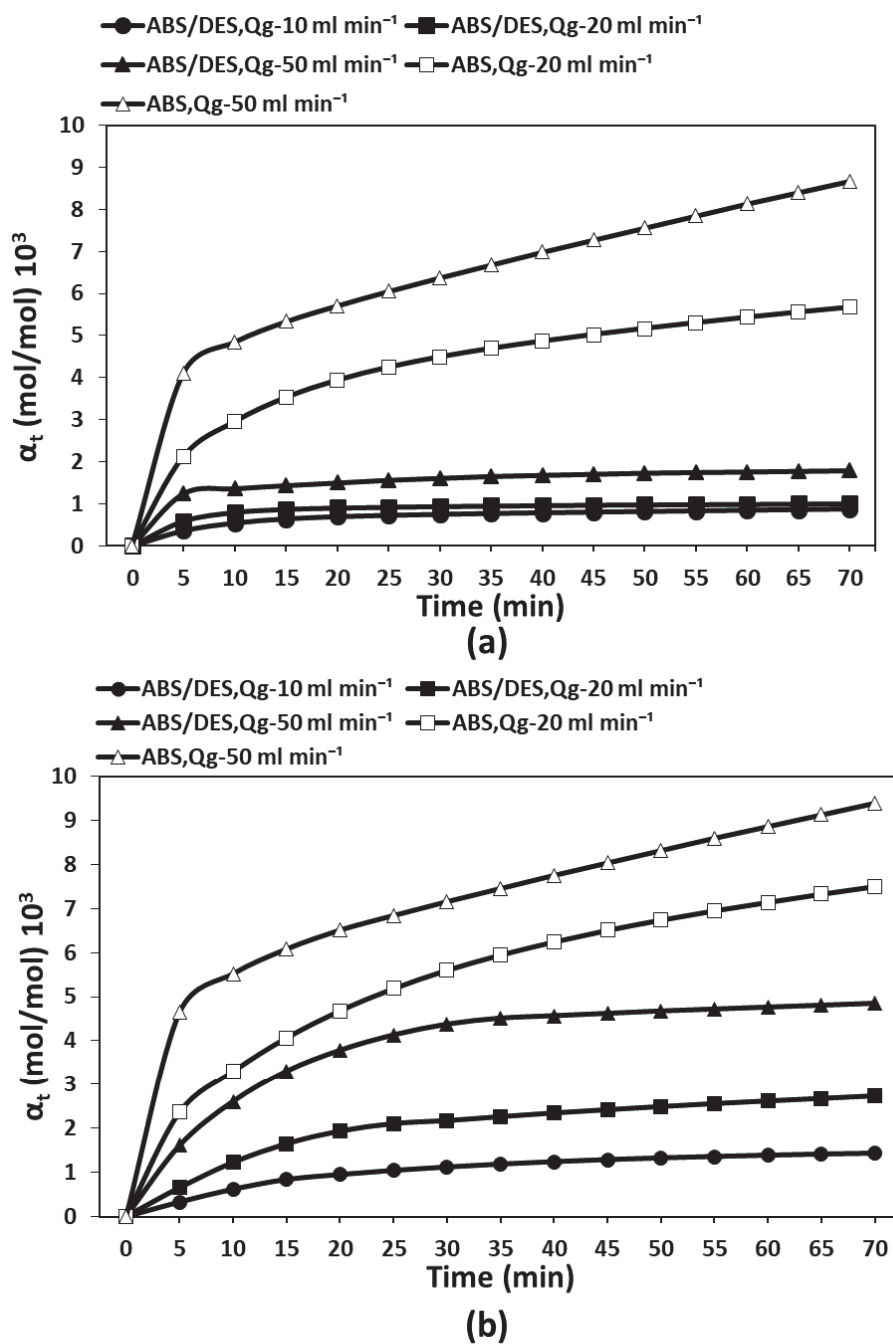 ABS/DES,Qg-10 ml min⁻¹ ABS/DES,Qg-20 ml min⁻¹
ABS/DES,Qg-50 ml min⁻¹ ABS,Qg-20 ml min⁻¹
ABS,Qg-50 ml min⁻¹
10
9
8
7
6
5
4
3
2
1
0
αt (mol/mol) 10³
0 5 10 15 20 25 30 35 40 45 50 55 60 65 70
Time (min)
(a)
ABS/DES,Qg-10 ml min⁻¹ ABS/DES,Qg-20 ml min⁻¹
ABS/DES,Qg-50 ml min⁻¹ ABS,Qg-20 ml min⁻¹
ABS,Qg-50 ml min⁻¹
10
9
8
7
6
5
4
3
2
1
0
αt (mol/mol) 10³
0 5 10 15 20 25 30 35 40 45 50 55 60 65 70
Time (min)
(b)